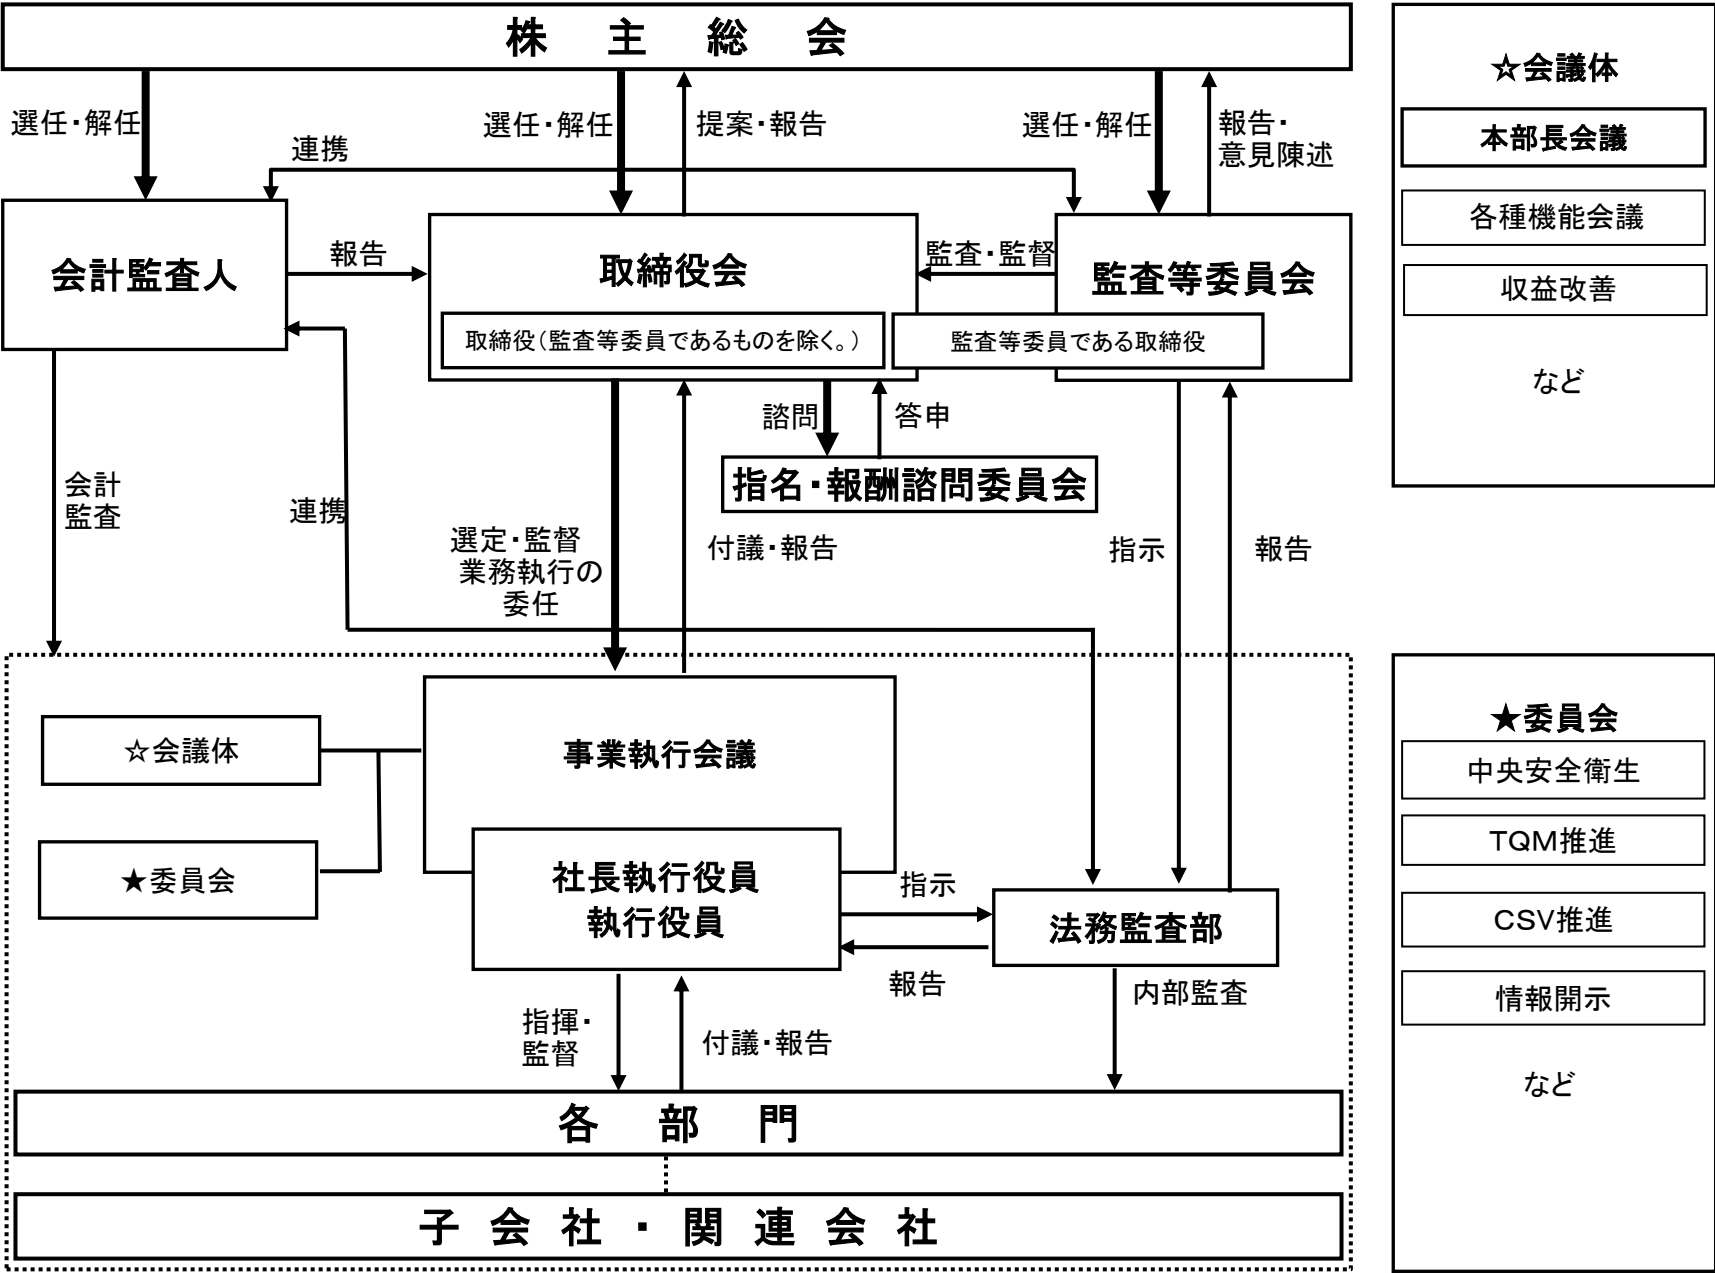 株主総会
選任・解任
選任・解任
提案・報告
選任・解任
報告・
意見陳述
連携
会計監査人
報告
取締役会
監査・監督
監査等委員会
取締役(監査等委員であるものを除く。)
監査等委員である取締役
諮問
答申
指名・報酬諮問委員会
会計
監査
連携
選定・監督
業務執行の
委任
付議・報告
指示
報告
☆会議体
事業執行会議
★委員会
社長執行役員
執行役員
指示
報告
法務監査部
内部監査
指揮・
監督
付議・報告
各部門
子会社・関連会社
☆会議体
本部長会議
各種機能会議
収益改善
など
★委員会
中央安全衛生
TQM推進
CSV推進
情報開示
など